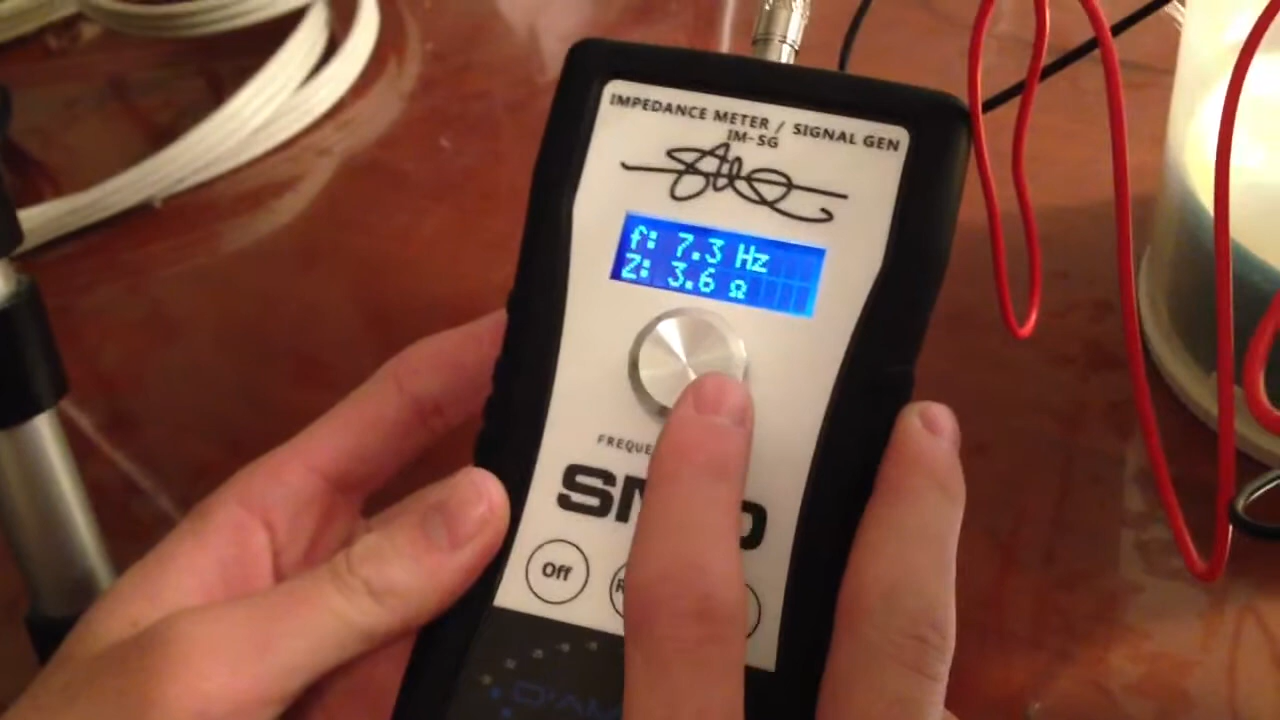 IMPEDANCE METER / SIGNAL GEN
IM-SG
f: 7.3 Hz
Z: 3.6 Ω
Off